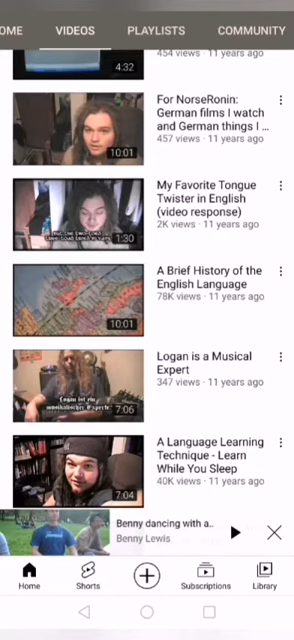 OME VIDEOS PLAYLISTS COMMUNITY
454 views · 11 years ago
4:32
For NorseRonin:
German films I watch
and German things I ...
457 views · 11 years ago
10:01
My Favorite Tongue
Twister in English
(video response)
2K views · 11 years ago
1:30
A Brief History of the
English Language
78K views · 11 years ago
10:01
Logan is a Musical
Expert
347 views · 11 years ago
Logan ist ein
musikalischer Experte
7:06
A Language Learning
Technique - Learn
While You Sleep
40K views · 11 years ago
7:04
Benny dancing with a..
Benny Lewis
Home Shorts Subscriptions Library